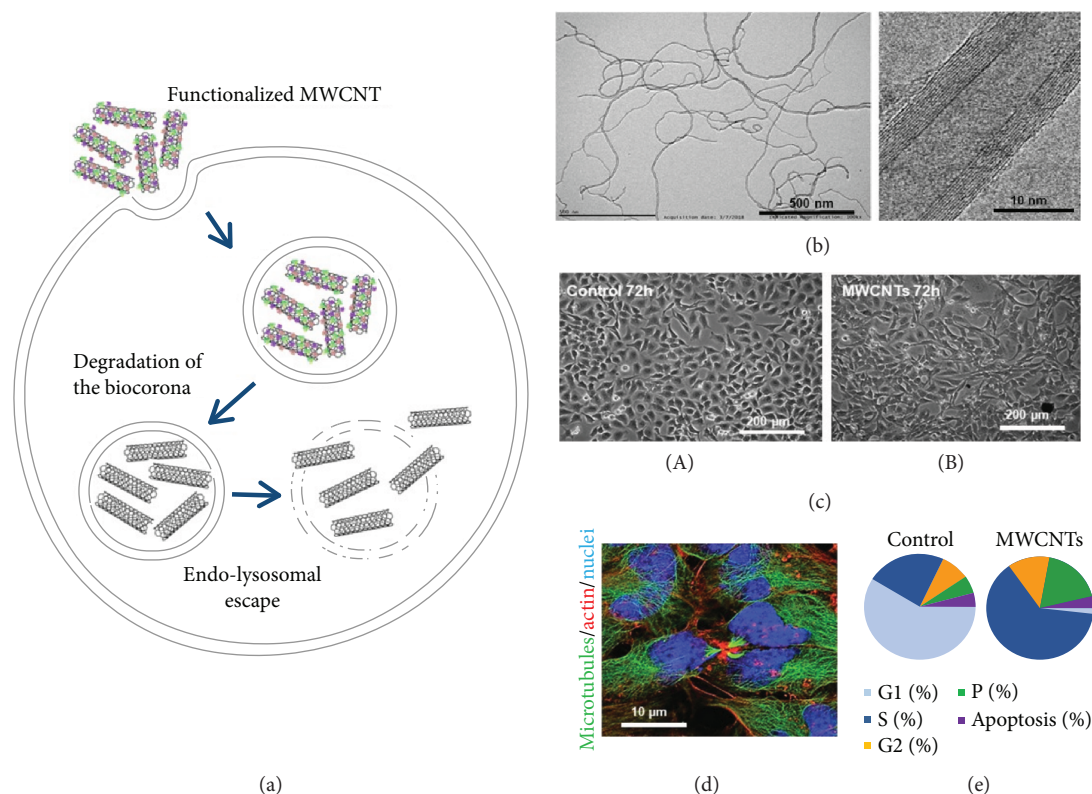 Functionalized MWCNT
Degradation of
the biocorona
Endo-lysosomal
escape
(a)
500 nm
10 nm
(b)
Control 72h
200 µm
MWCNTs 72h
200 µm
(A)
(B)
(c)
Microtubules/actin/nuclei
10 µm
(d)
Control
MWCNTs
G1 (%)
S (%)
G2 (%)
P (%)
Apoptosis (%)
(e)